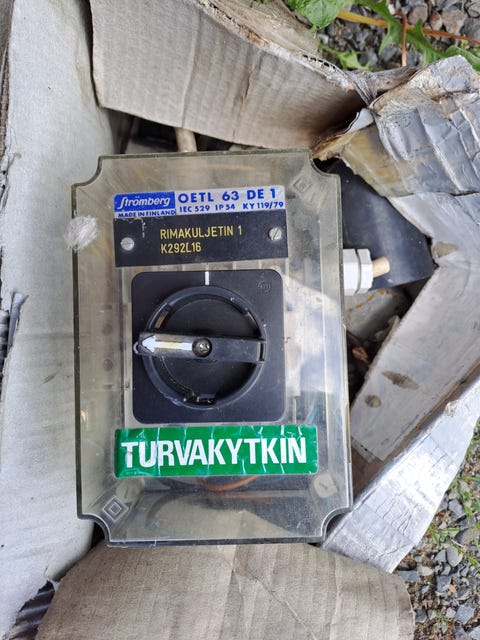 Strömberg
MADE IN FINLAND
OETL 63 DE 1
IEC 529 IP 54 KY 119/79
RIMAKULJETIN 1
K292L16
TURVAKYTKIN